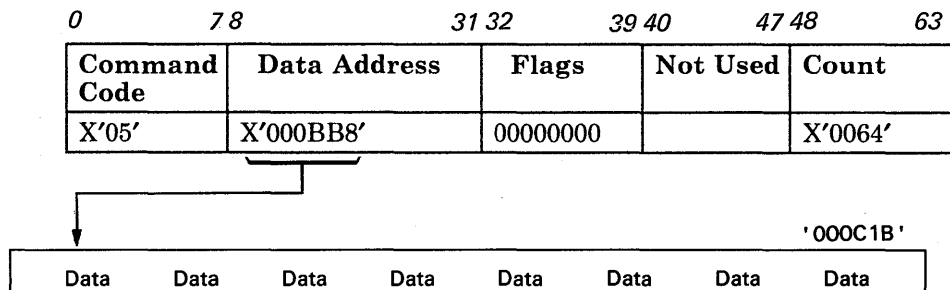 0 7 8 31 32 39 40 47 48 63
Command Data Address Flags Not Used Count
Code
X'05' X'000BB8' 00000000 X'0064'
'000C1B'
Data Data Data Data Data Data Data Data